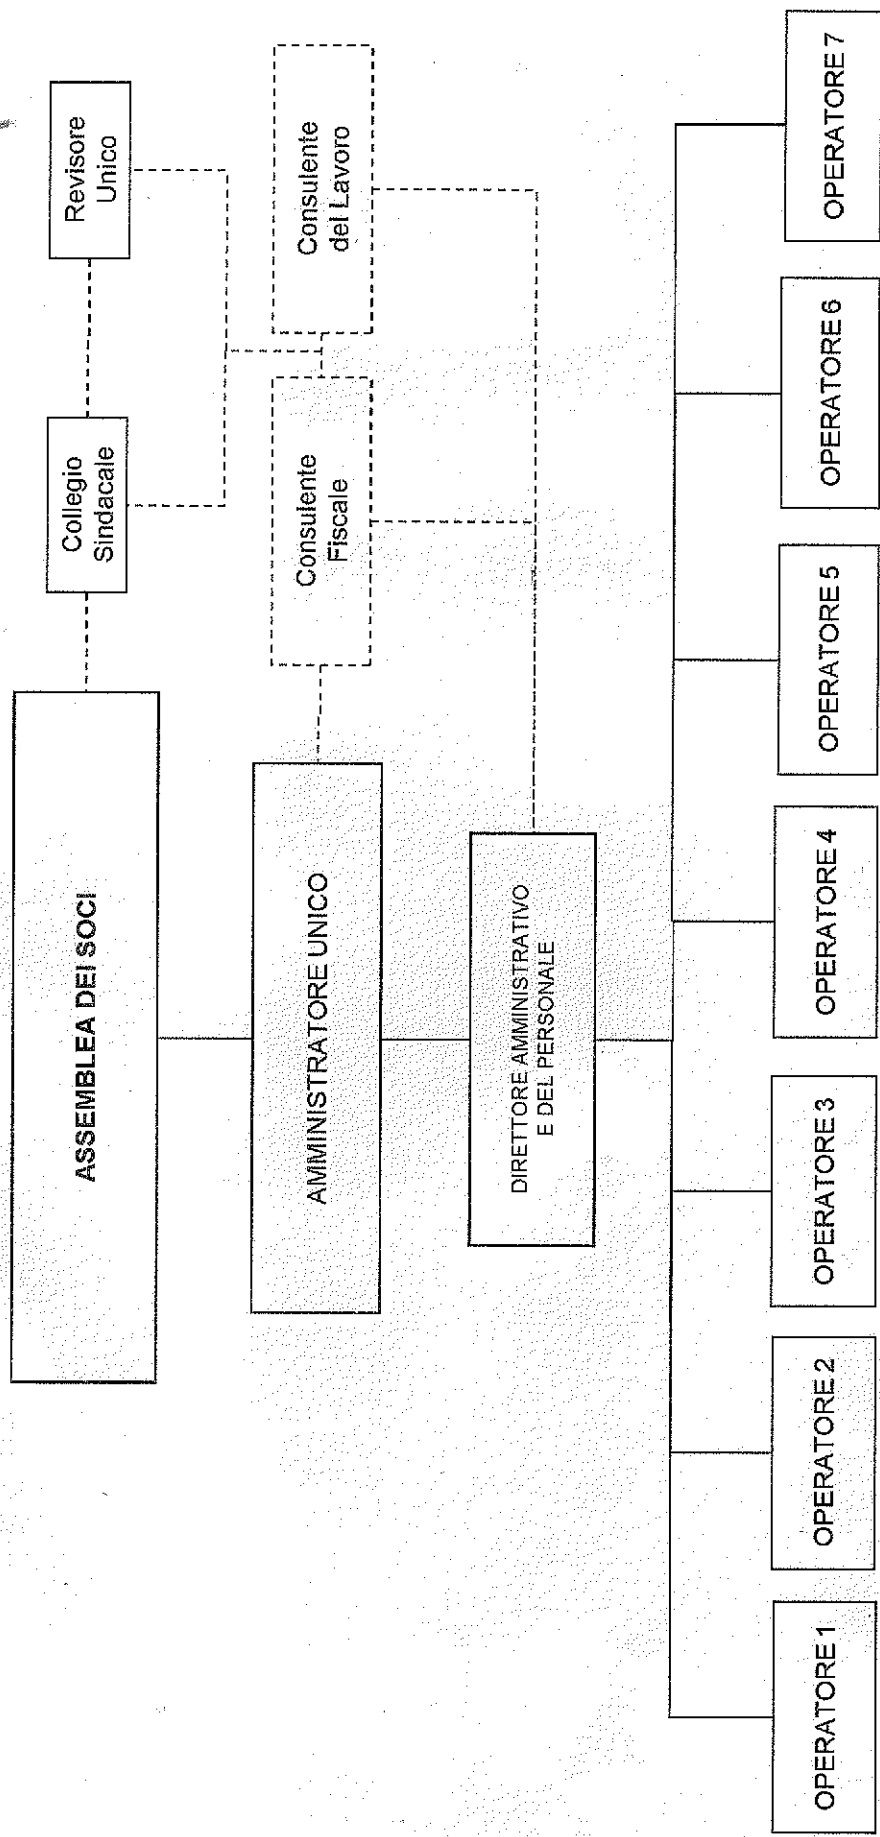 ASSEMBLEA DEI SOCI
Collegio
Sindacale
Revisore
Unico
AMMINISTRATORE UNICO
Consulente
Fiscale
Consulente
del Lavoro
DIRETTORE AMMINISTRATIVO
E DEL PERSONALE
OPERATORE 1
OPERATORE 2
OPERATORE 3
OPERATORE 4
OPERATORE 5
OPERATORE 6
OPERATORE 7